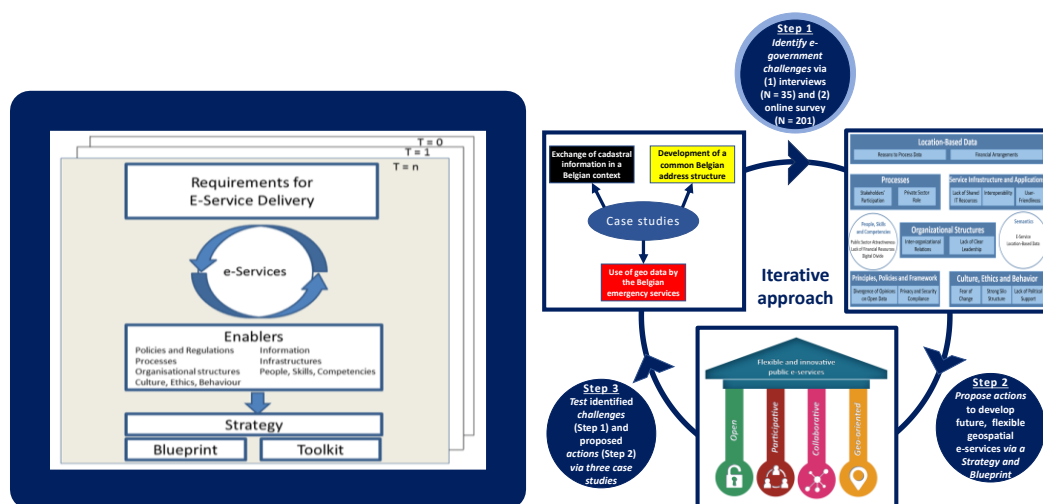 T = 0
T = 1
T = n
Requirements for
E-Service Delivery
e-Services
Enablers
Policies and Regulations
Processes
Organisational structures
Culture, Ethics, Behaviour
Information
Infrastructures
People, Skills, Competencies
Strategy
Blueprint
Toolkit
Step 1
Identify e-
government
challenges via
(1) interviews
(N = 35) and (2)
online survey
(N = 201)
Exchange of cadastral
information in a
Belgian context
Development of a
common Belgian
address structure
Case studies
Use of geo data by
the Belgian
emergency services
Iterative
approach
Location-Based Data
Reasons to Process Data
Financial Arrangements
Processes
Stakeholders'
Participation
Private Sector
Role
Service Infrastructure and Application
Lack of Shared
IT Resources
Interoperability
User-
Friendliness
People, Skills
and Competencies
Public Sector Attractiveness
Lack of Financial Resources
Digital Divide
Organizational Structures
Inter-organizational
Relations
Lack of Clear
Leadership
Semantics
E-Service
Location-Based Data
Principles, Policies and Framework
Divergence of Opinions
on Open Data
Privacy and Security
Compliance
Culture, Ethics and Behavior
Fear of
Change
Strong Silo
Structure
Lack of Political
Support
Step 2
Propose actions
to develop
future, flexible
geospatial
e-services via a
Strategy and
Blueprint
Flexible and innovative
public e-services
Open
Participative
Collaborative
Geo-oriented
Step 3
Test identified
challenges
(Step 1) and
proposed
actions (Step 2)
via three case
studies